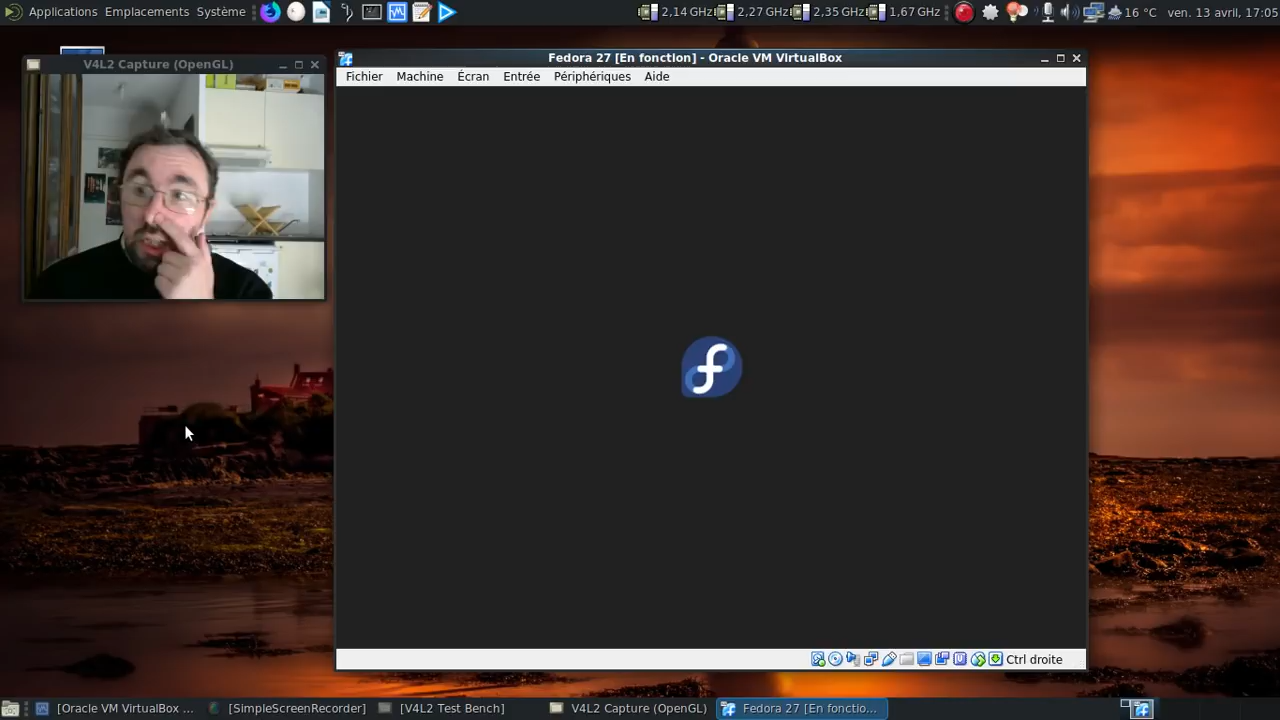 Applications Emplacements Système 2,14 GHz 2,27 GHz 2,35 GHz 1,67 GHz 16 °C ven. 13 avril, 17:05
V4L2 Capture (OpenGL)
Fedora 27 [En fonction] - Oracle VM VirtualBox
Fichier Machine Écran Entrée Périphériques Aide
Ctrl droite
[Oracle VM VirtualBox ... [SimpleScreenRecorder] [V4L2 Test Bench] V4L2 Capture (OpenGL) Fedora 27 [En fonctio...